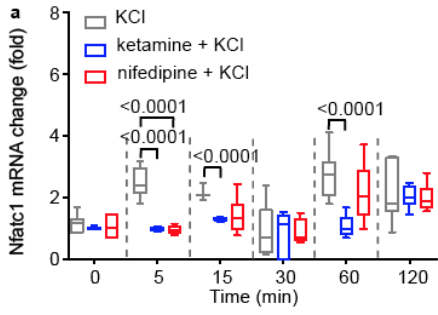 a
Nfatc1 mRNA change (fold)
8
6
4
2
0
KCl
ketamine + KCl
nifedipine + KCl
<0.0001
<0.0001
<0.0001
<0.0001
0 5 15 30 60 120
Time (min)